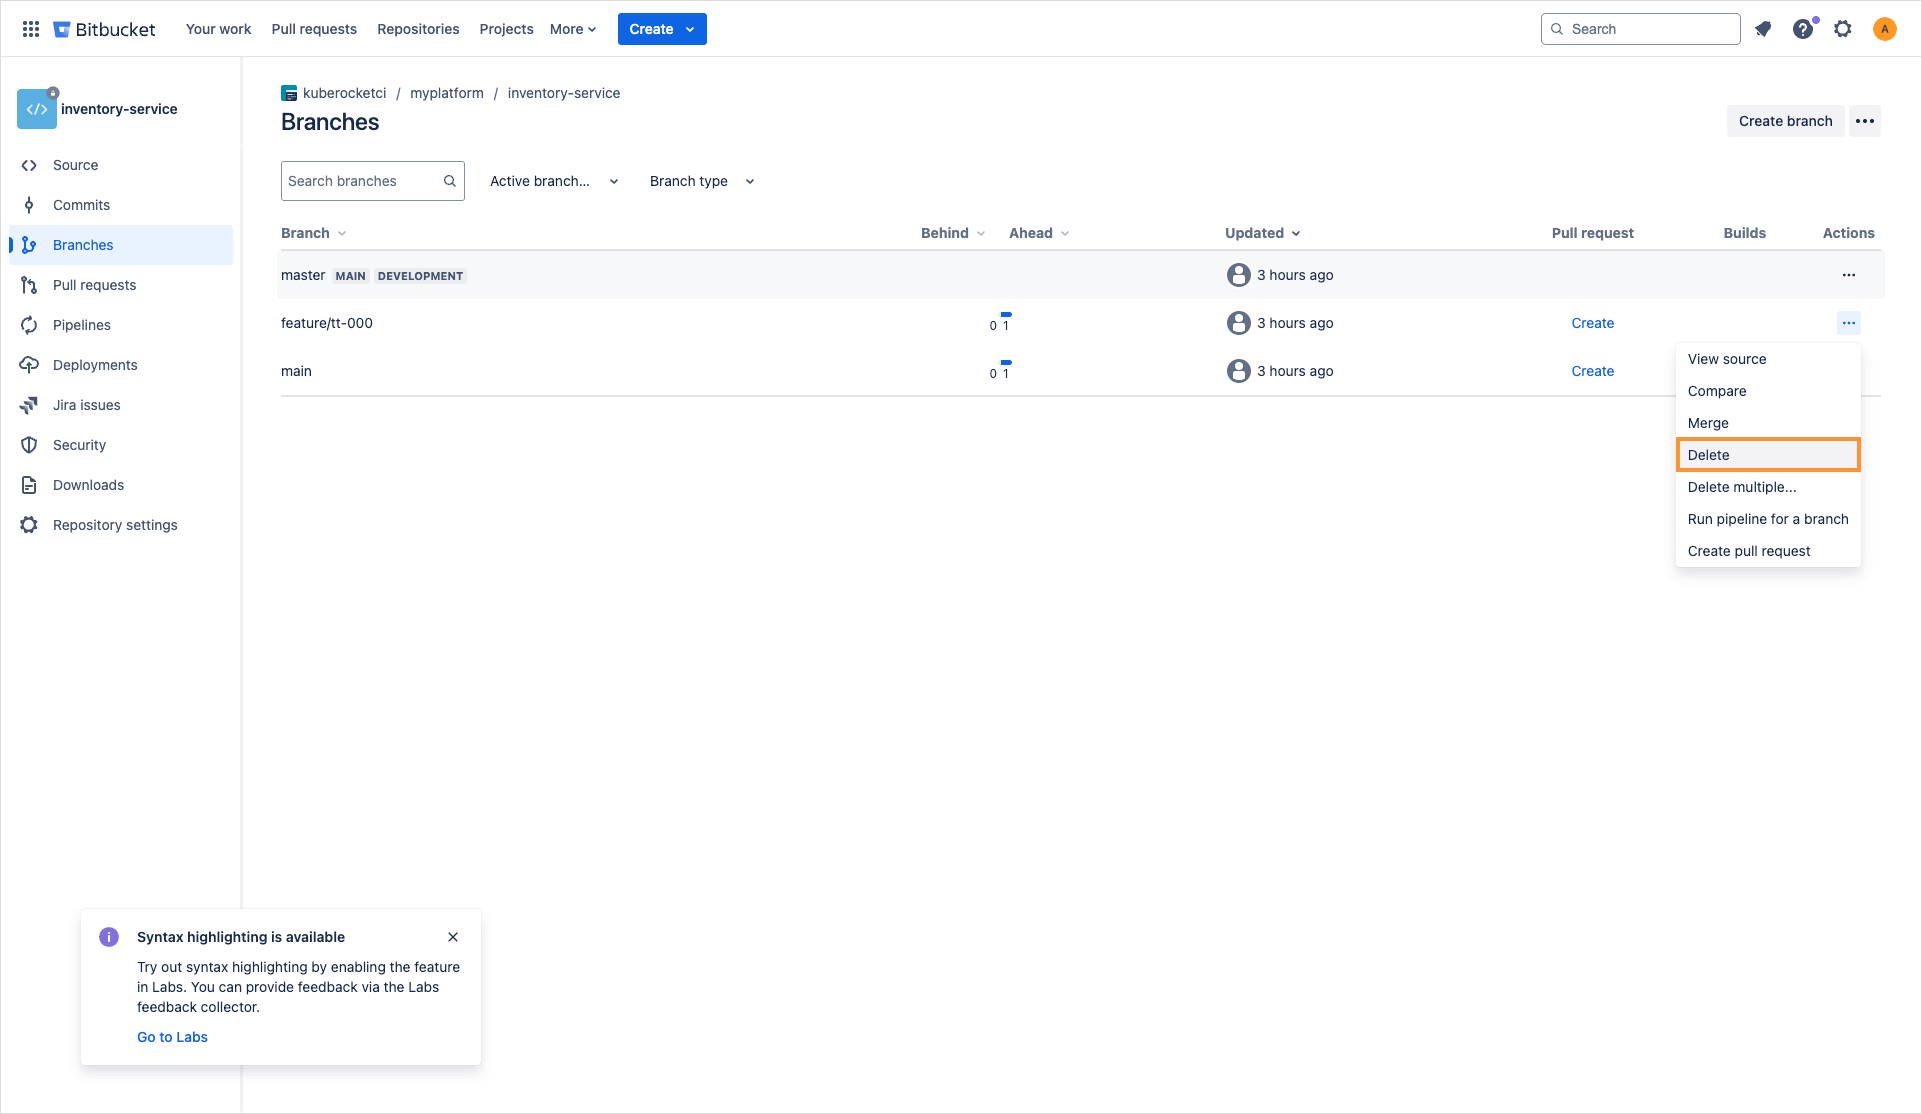 Bitbucket
Your work
Pull requests
Repositories
Projects
More
Create
Search
A
inventory-service
Source
Commits
Branches
Pull requests
Pipelines
Deployments
Jira issues
Security
Downloads
Repository settings
kuberocketci / myplatform / inventory-service
Branches
Create branch
Search branches
Active branch...
Branch type
Branch Behind Ahead Updated Pull request Builds Actions
master MAIN DEVELOPMENT 3 hours ago
feature/tt-000 0 1 3 hours ago Create
main 0 1 3 hours ago Create
View source
Compare
Merge
Delete
Delete multiple...
Run pipeline for a branch
Create pull request
Syntax highlighting is available
Try out syntax highlighting by enabling the feature
in Labs. You can provide feedback via the Labs
feedback collector.
Go to Labs